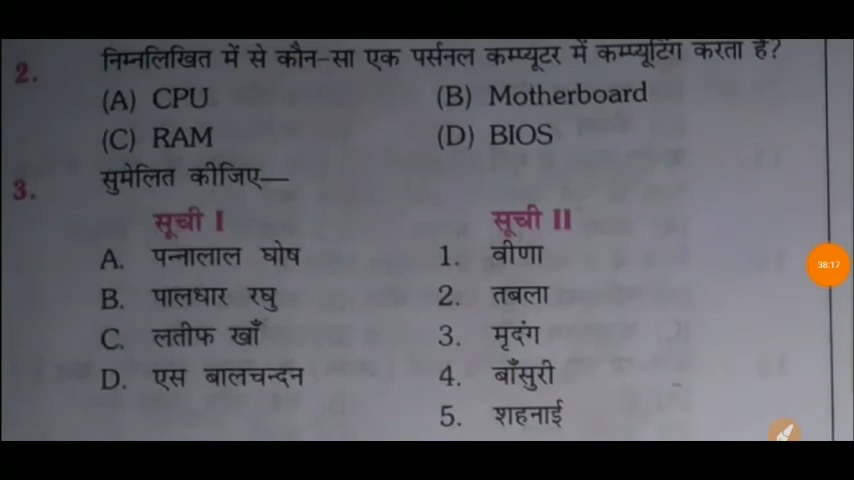 2. निम्नलिखित में से कौन-सा एक पर्सनल कम्प्यूटर में कम्प्यूटिंग करता है?
(A) CPU (B) Motherboard
(C) RAM (D) BIOS
3. सुमेलित कीजिए—
सूची I सूची II
A. पन्नालाल घोष 1. वीणा
B. पालधार रघु 2. तबला
C. लतीफ खाँ 3. मृदंग
D. एस बालचन्दन 4. बाँसुरी
5. शहनाई
38:17